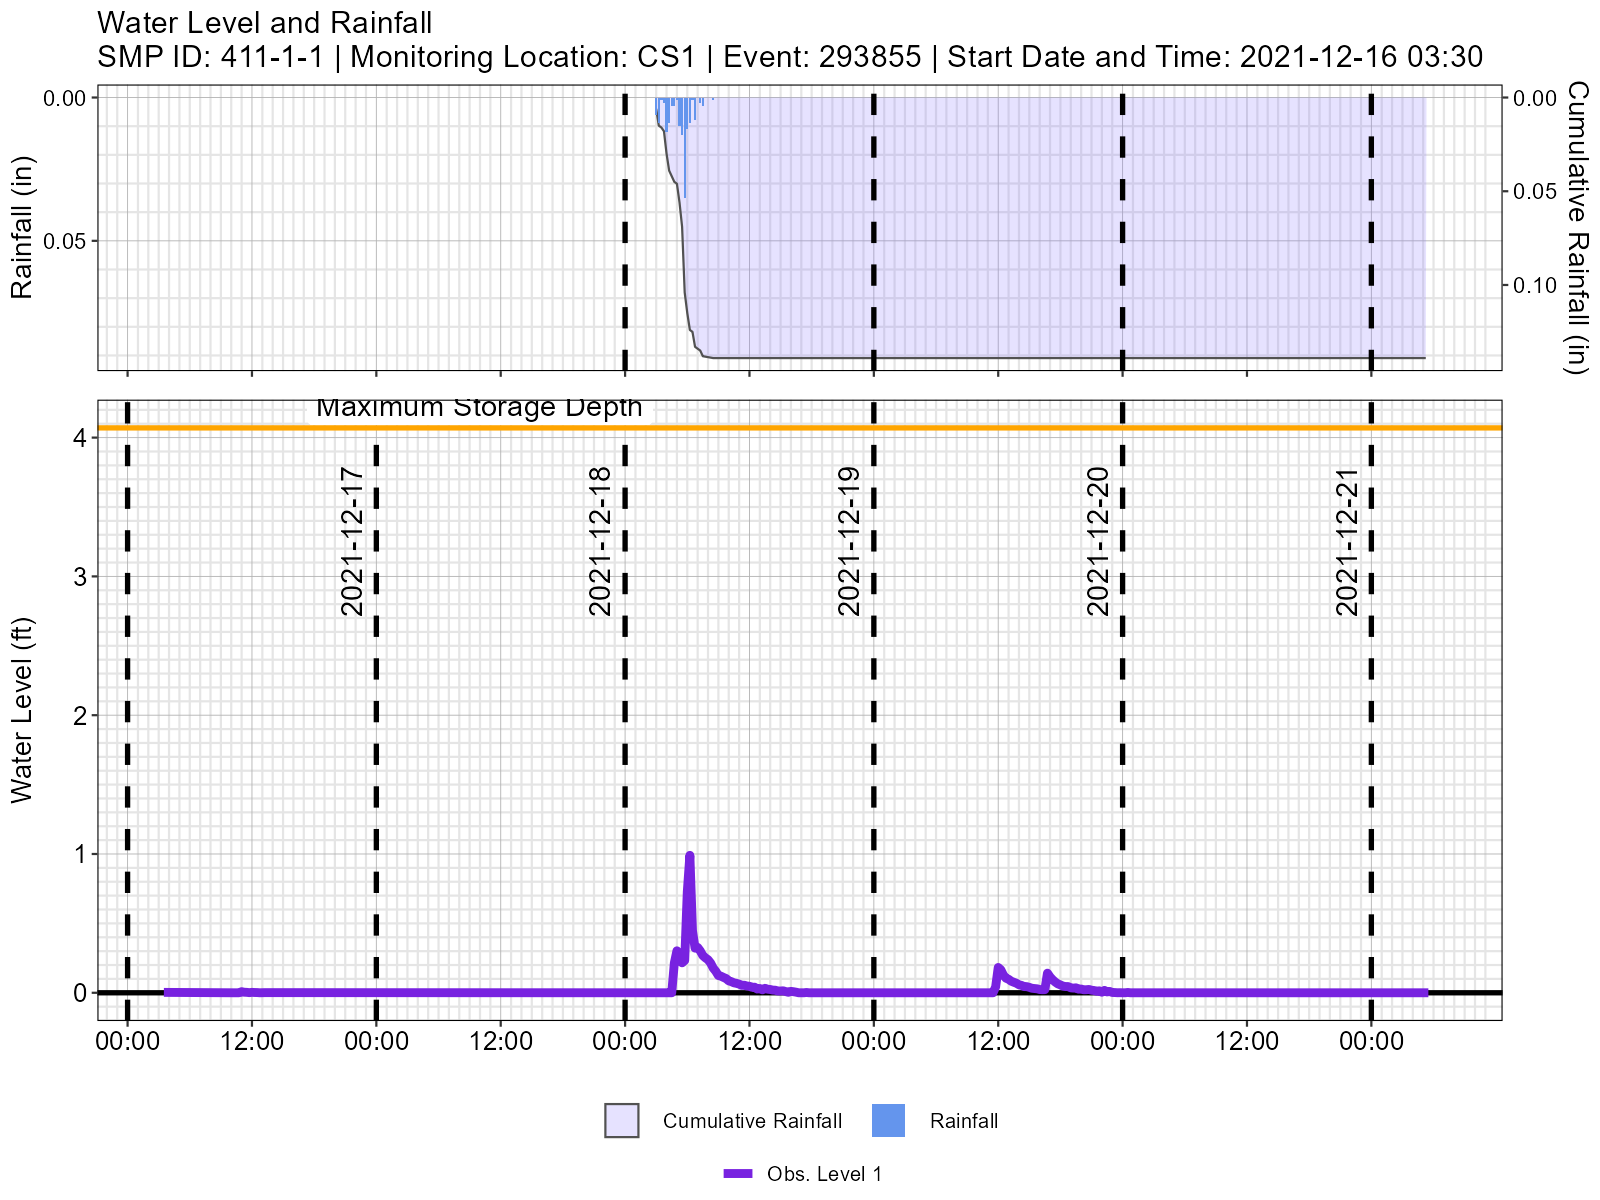 Water Level and Rainfall
SMP ID: 411-1-1 | Monitoring Location: CS1 | Event: 293855 | Start Date and Time: 2021-12-16 03:30
Rainfall (in)
0.00
0.05
0.00
0.05
0.10
Cumulative Rainfall (in)
Maximum Storage Depth
Water Level (ft)
4
3
2
1
0
2021-12-17
2021-12-18
2021-12-19
2021-12-20
2021-12-21
00:00 12:00 00:00 12:00 00:00 12:00 00:00 12:00 00:00 12:00 00:00
Cumulative Rainfall Rainfall
Obs. Level 1